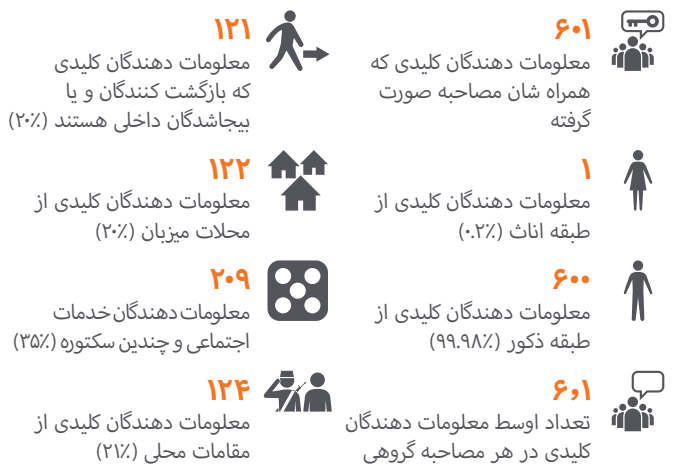 ۶۰۱
معلومات دهندگان کلیدی که
همراه شان مصاحبه صورت
گرفته
۱
معلومات دهندگان کلیدی از
طبقه اناث (۰.۲٪)
۶۰۰
معلومات دهندگان کلیدی از
طبقه ذکور (۹۹.۹۸٪)
۶٫۱
تعداد اوسط معلومات دهندگان
کلیدی در هر مصاحبه گروهی
۱۲۱
معلومات دهندگان کلیدی
که بازگشت کنندگان و یا
بیجاشدگان داخلی هستند (۲۰٪)
۱۲۲
معلومات دهندگان کلیدی از
محلات میزبان (۲۰٪)
۲۰۹
معلومات دهندگان خدمات
اجتماعی و چندین سکتوره (۳۵٪)
۱۲۴
معلومات دهندگان کلیدی از
مقامات محلی (۲۱٪)